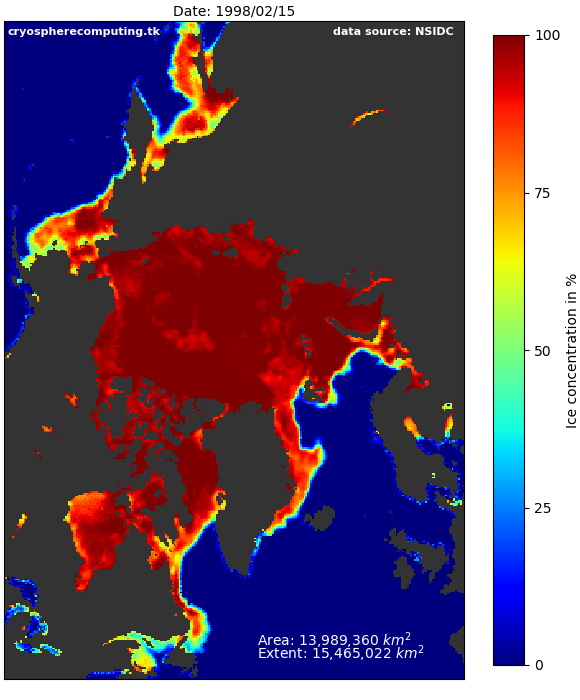 Date: 1998/02/15
cryospherecomputing.tk data source: NSIDC
100
75
50
25
0
Ice concentration in %
Area: 13,989,360 km²
Extent: 15,465,022 km²